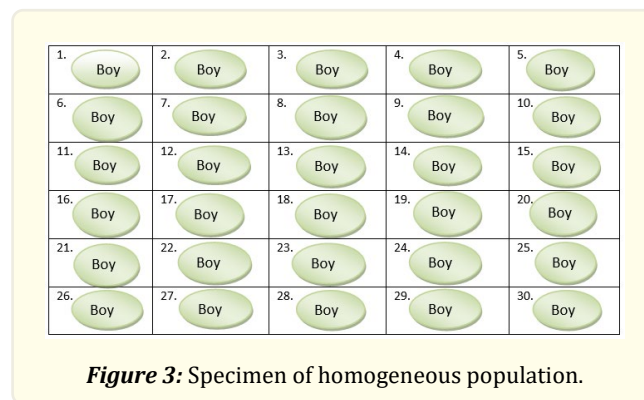 1. Boy 2. Boy 3. Boy 4. Boy 5. Boy
6. Boy 7. Boy 8. Boy 9. Boy 10. Boy
11. Boy 12. Boy 13. Boy 14. Boy 15. Boy
16. Boy 17. Boy 18. Boy 19. Boy 20. Boy
21. Boy 22. Boy 23. Boy 24. Boy 25. Boy
26. Boy 27. Boy 28. Boy 29. Boy 30. Boy
Figure 3: Specimen of homogeneous population.